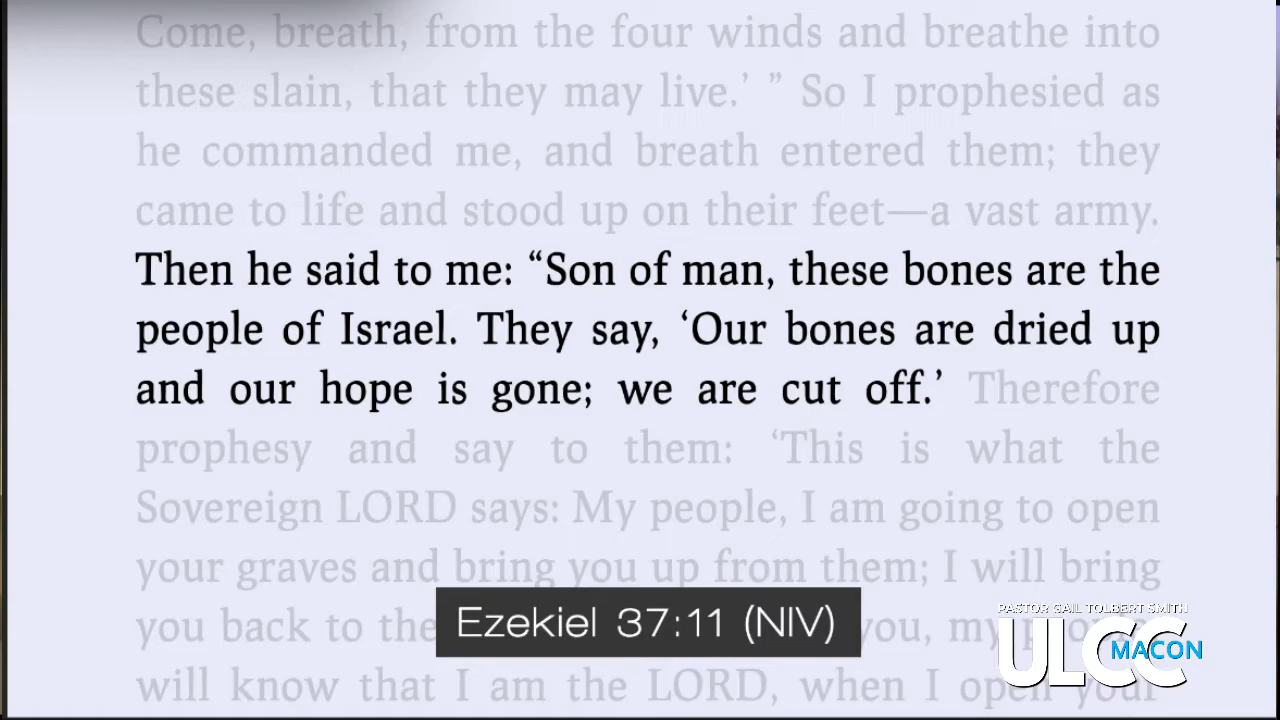 Come, breath, from the four winds and breathe into
these slain, that they may live.’ ” So I prophesied as
he commanded me, and breath entered them; they
came to life and stood up on their feet—a vast army.
Then he said to me: “Son of man, these bones are the
people of Israel. They say, ‘Our bones are dried up
and our hope is gone; we are cut off.’ Therefore
prophesy and say to them: ‘This is what the
Sovereign LORD says: My people, I am going to open
your graves and bring you up from them; I will bring
you back to the you, my
will know that I am the LORD, when I open your
Ezekiel 37:11 (NIV)
PASTOR GAIL TOLBERT SMITH
ULCC
MACON